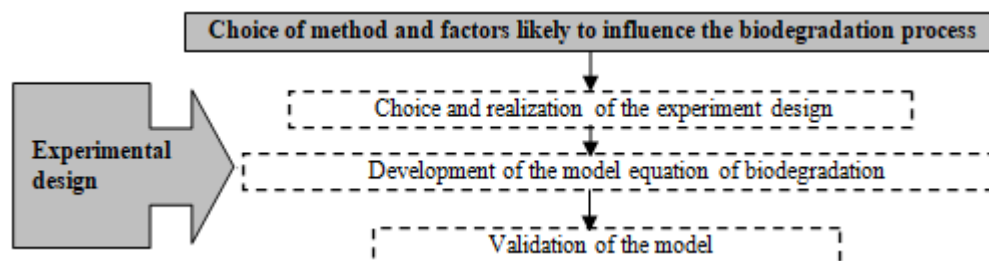 Choice of method and factors likely to influence the biodegradation process
Choice and realization of the experiment design
Experimental
design
Development of the model equation of biodegradation
Validation of the model